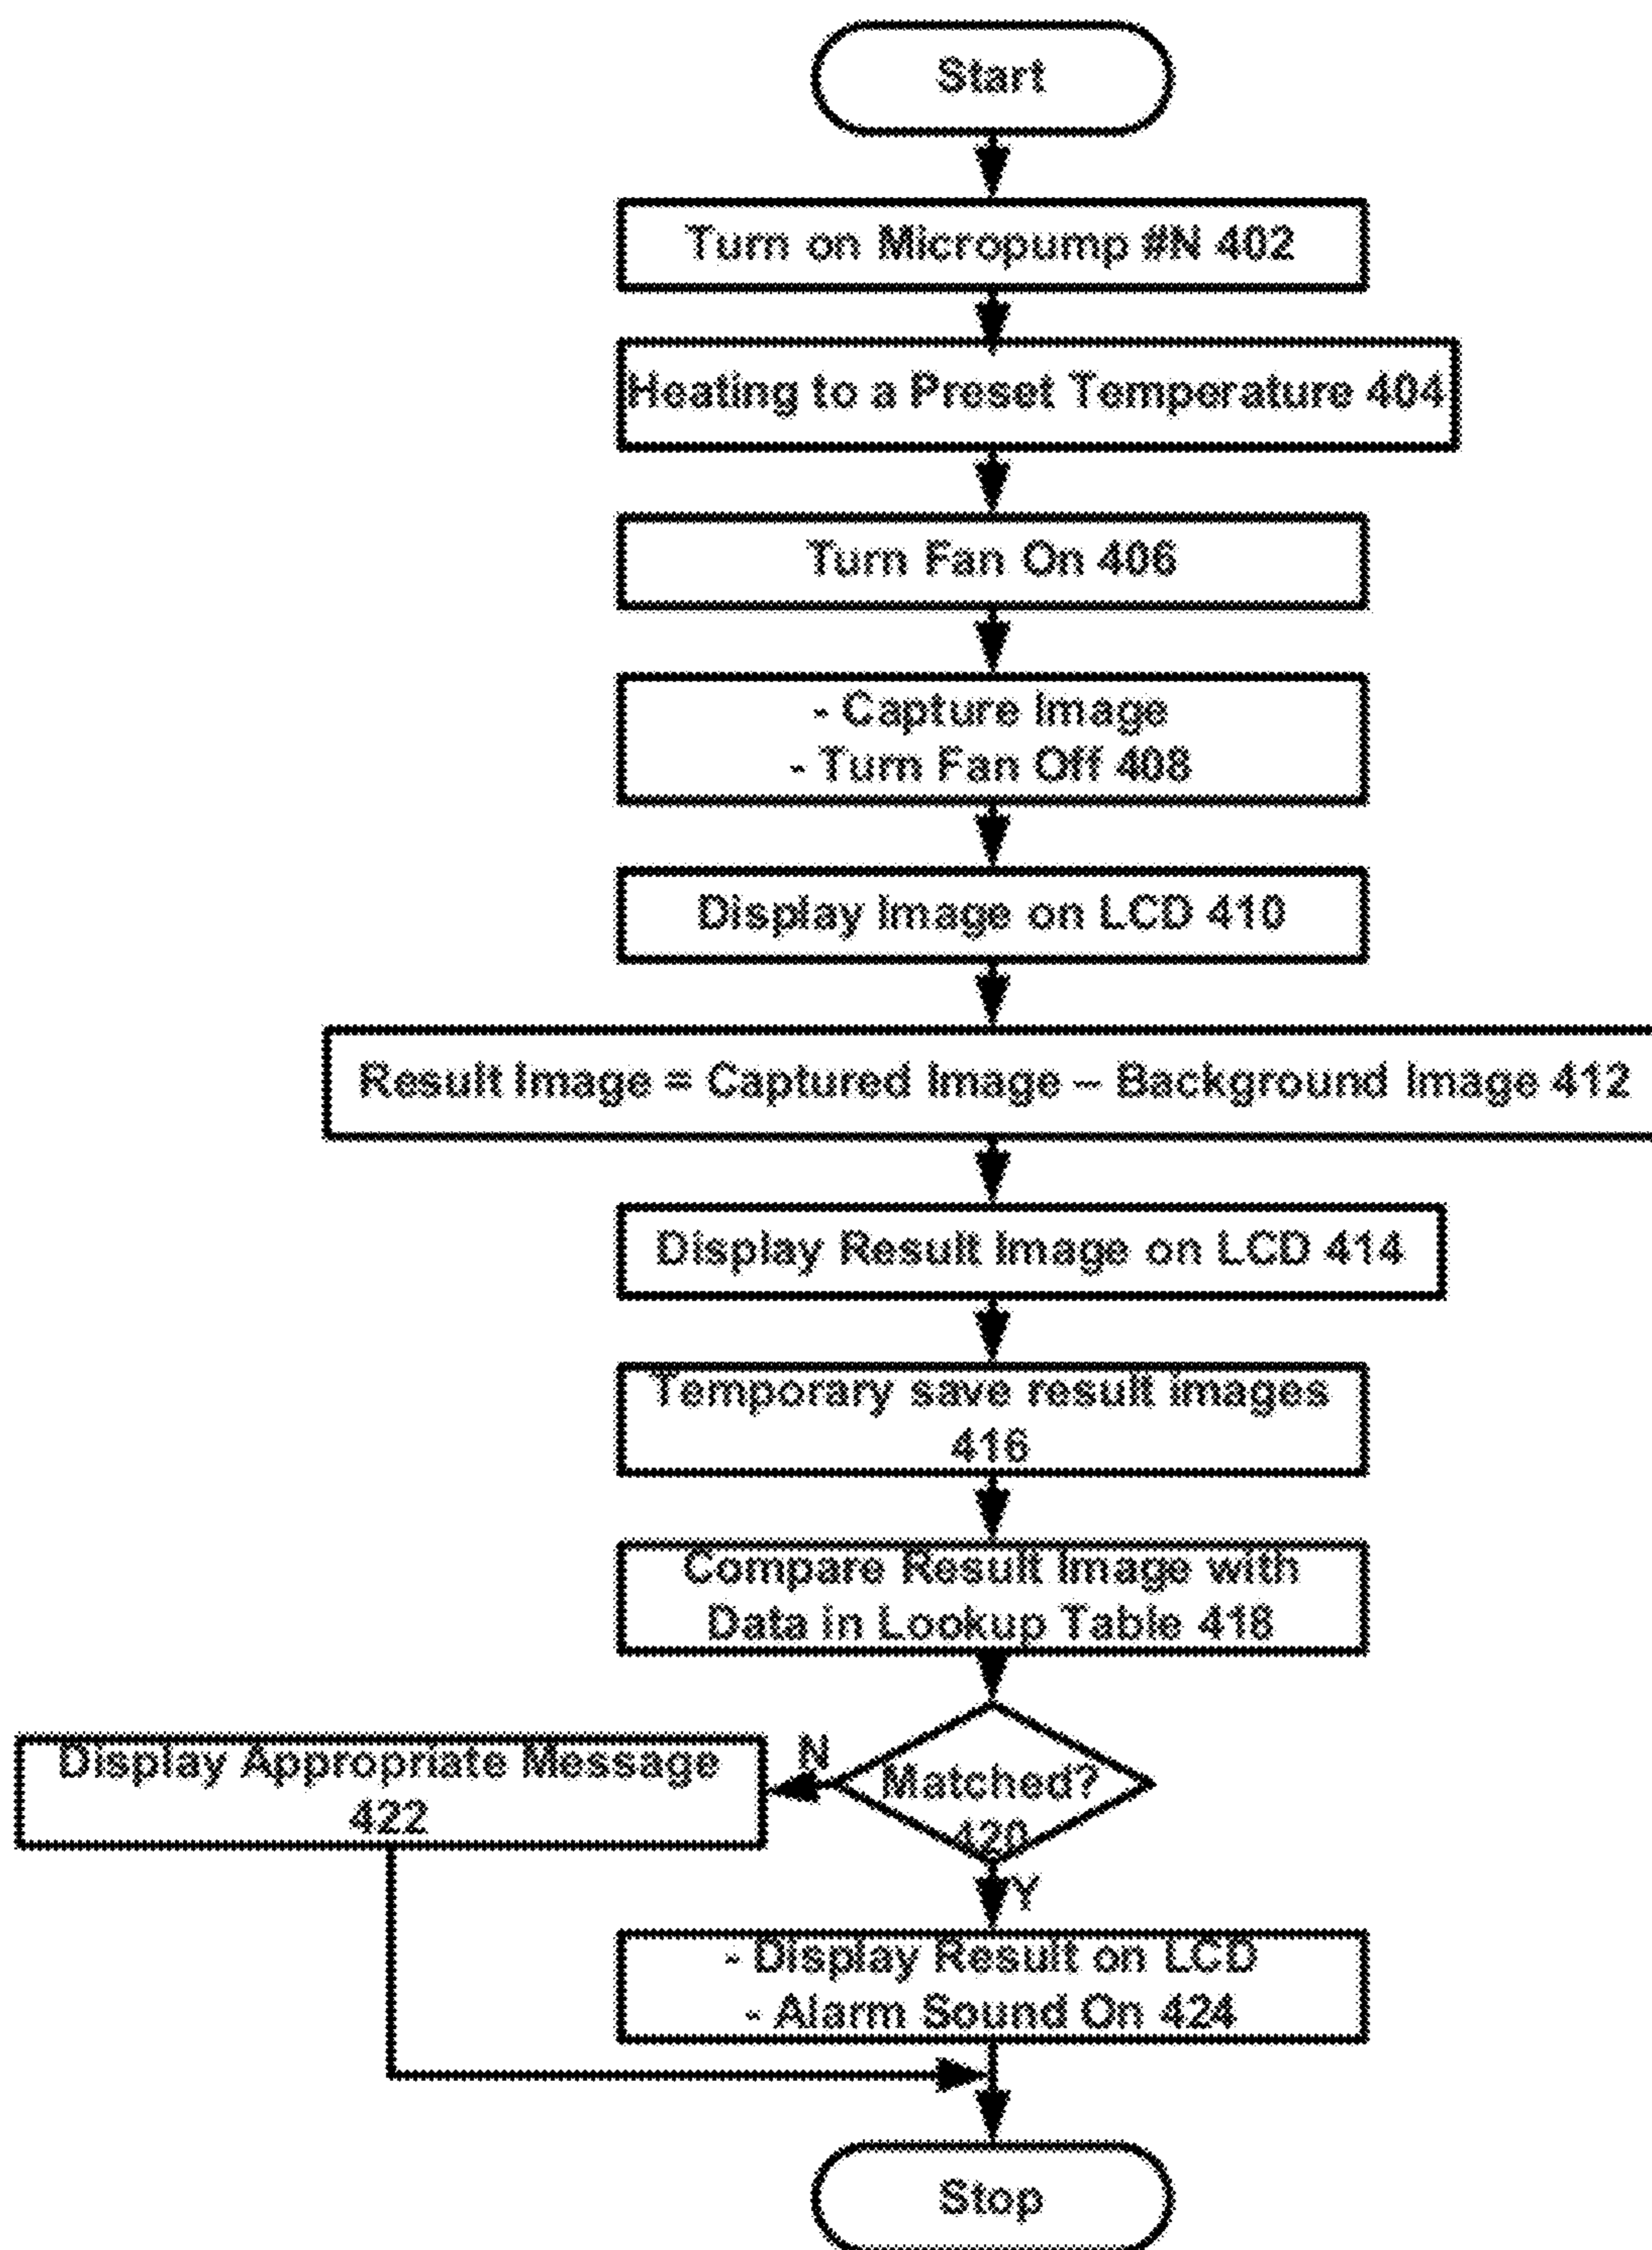 Start
Turn on Micropump #N 402
Heating to a Preset Temperature 404
Turn Fan On 406
- Capture Image
- Turn Fan Off 408
Display Image on LCD 410
Result Image = Captured Image – Background Image 412
Display Result Image on LCD 414
Temporary save result images
416
Compare Result Image with
Data in Lookup Table 418
Matched?
420
N
Display Appropriate Message
422
Y
- Display Result on LCD
- Alarm Sound On 424
Stop